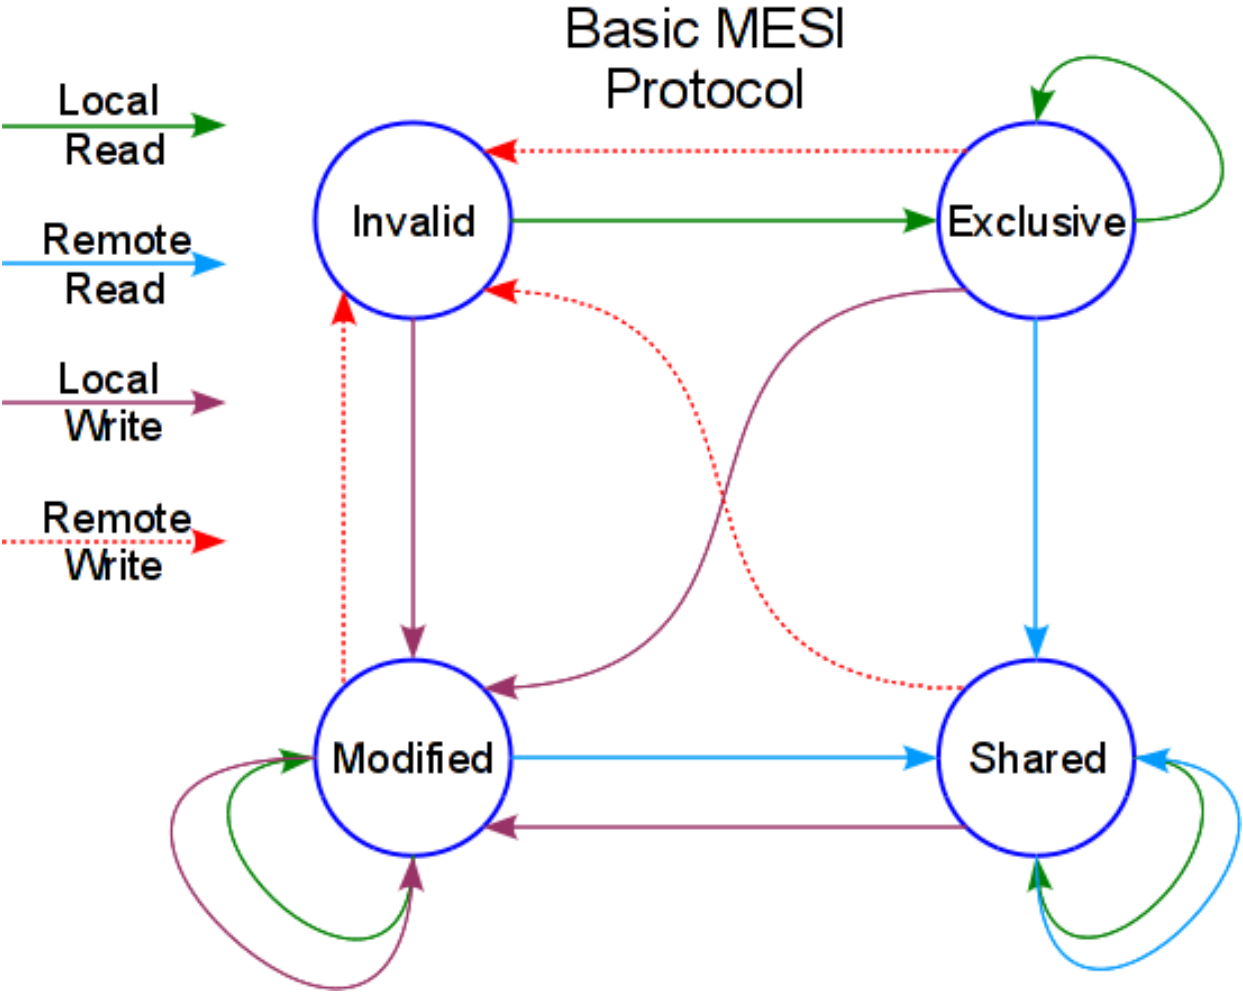 Basic MESI
Protocol
Local
Read
Remote
Read
Local
Write
Remote
Write
Invalid
Exclusive
Modified
Shared